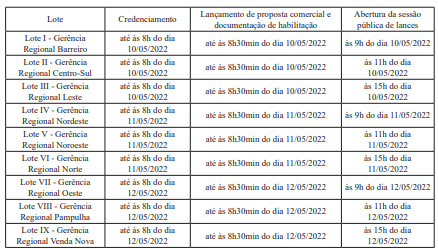 Lote Credenciamento Lançamento de proposta comercial e documentação de habilitação Abertura da sessão pública de lances
Lote I - Gerência Regional Barreiro até às 8h do dia 10/05/2022 até às 8h30min do dia 10/05/2022 às 9h do dia 10/05/2022
Lote II - Gerência Regional Centro-Sul até às 8h do dia 10/05/2022 até às 8h30min do dia 10/05/2022 às 11h do dia 10/05/2022
Lote III - Gerência Regional Leste até às 8h do dia 10/05/2022 até às 8h30min do dia 10/05/2022 às 15h do dia 10/05/2022
Lote IV - Gerência Regional Nordeste até às 8h do dia 11/05/2022 até às 8h30min do dia 11/05/2022 às 9h do dia 11/05/2022
Lote V - Gerência Regional Noroeste até às 8h do dia 11/05/2022 até às 8h30min do dia 11/05/2022 às 11h do dia 11/05/2022
Lote VI - Gerência Regional Norte até às 8h do dia 11/05/2022 até às 8h30min do dia 11/05/2022 às 15h do dia 11/05/2022
Lote VII - Gerência Regional Oeste até às 8h do dia 12/05/2022 até às 8h30min do dia 12/05/2022 às 9h do dia 12/05/2022
Lote VIII - Gerência Regional Pampulha até às 8h do dia 12/05/2022 até às 8h30min do dia 12/05/2022 às 11h do dia 12/05/2022
Lote IX - Gerência Regional Venda Nova até às 8h do dia 12/05/2022 até às 8h30min do dia 12/05/2022 às 15h do dia 12/05/2022